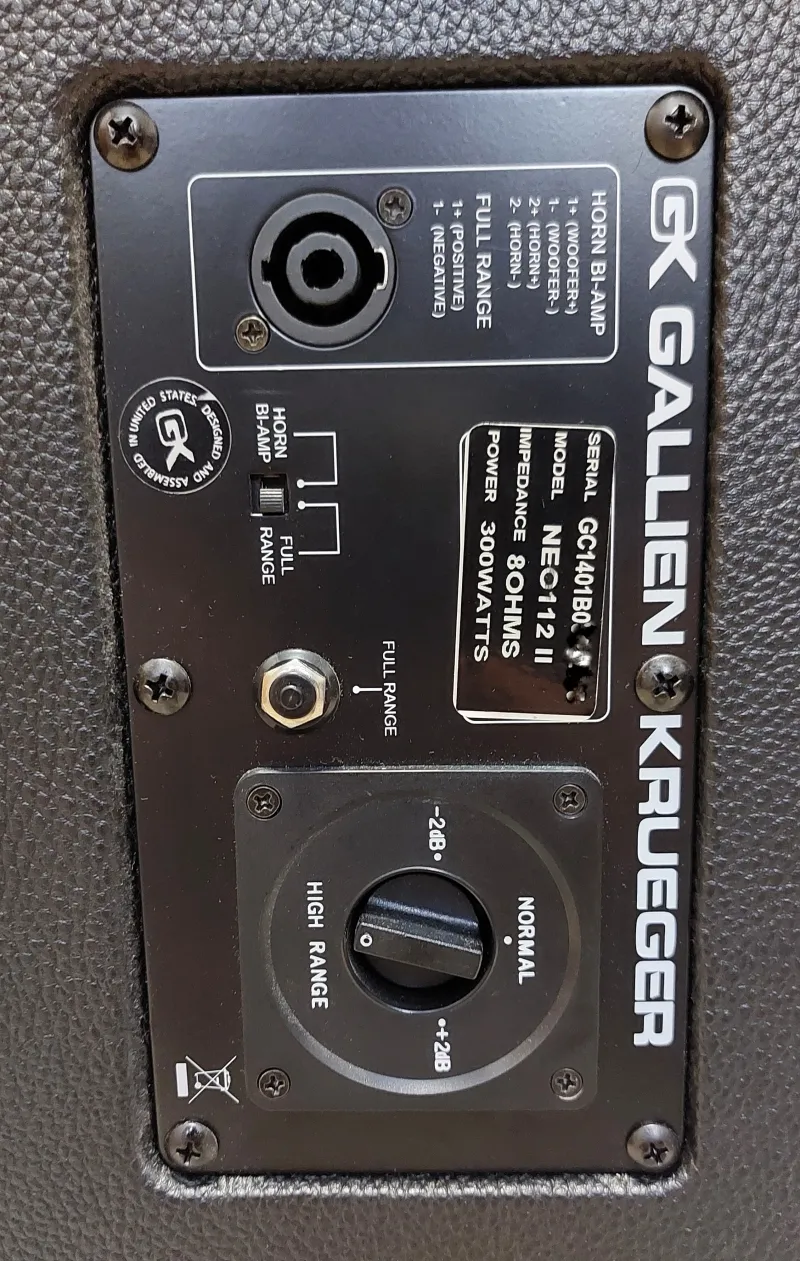 GK GALLIEN KRUEGER
HORN BI-AMP
1+ (WOOFER+)
1- (WOOFER-)
2+ (HORN+)
2- (HORN-)
FULL RANGE
1+ (POSITIVE)
1- (NEGATIVE)
SERIAL GC1401B0
MODEL NEO112 II
IMPEDANCE 8OHMS
POWER 300WATTS
HORN
BI-AMP
FULL
RANGE
GK
DESIGNED AND ASSEMBLED IN UNITED STATES
FULL RANGE
NORMAL
-2dB
+2dB
HIGH RANGE